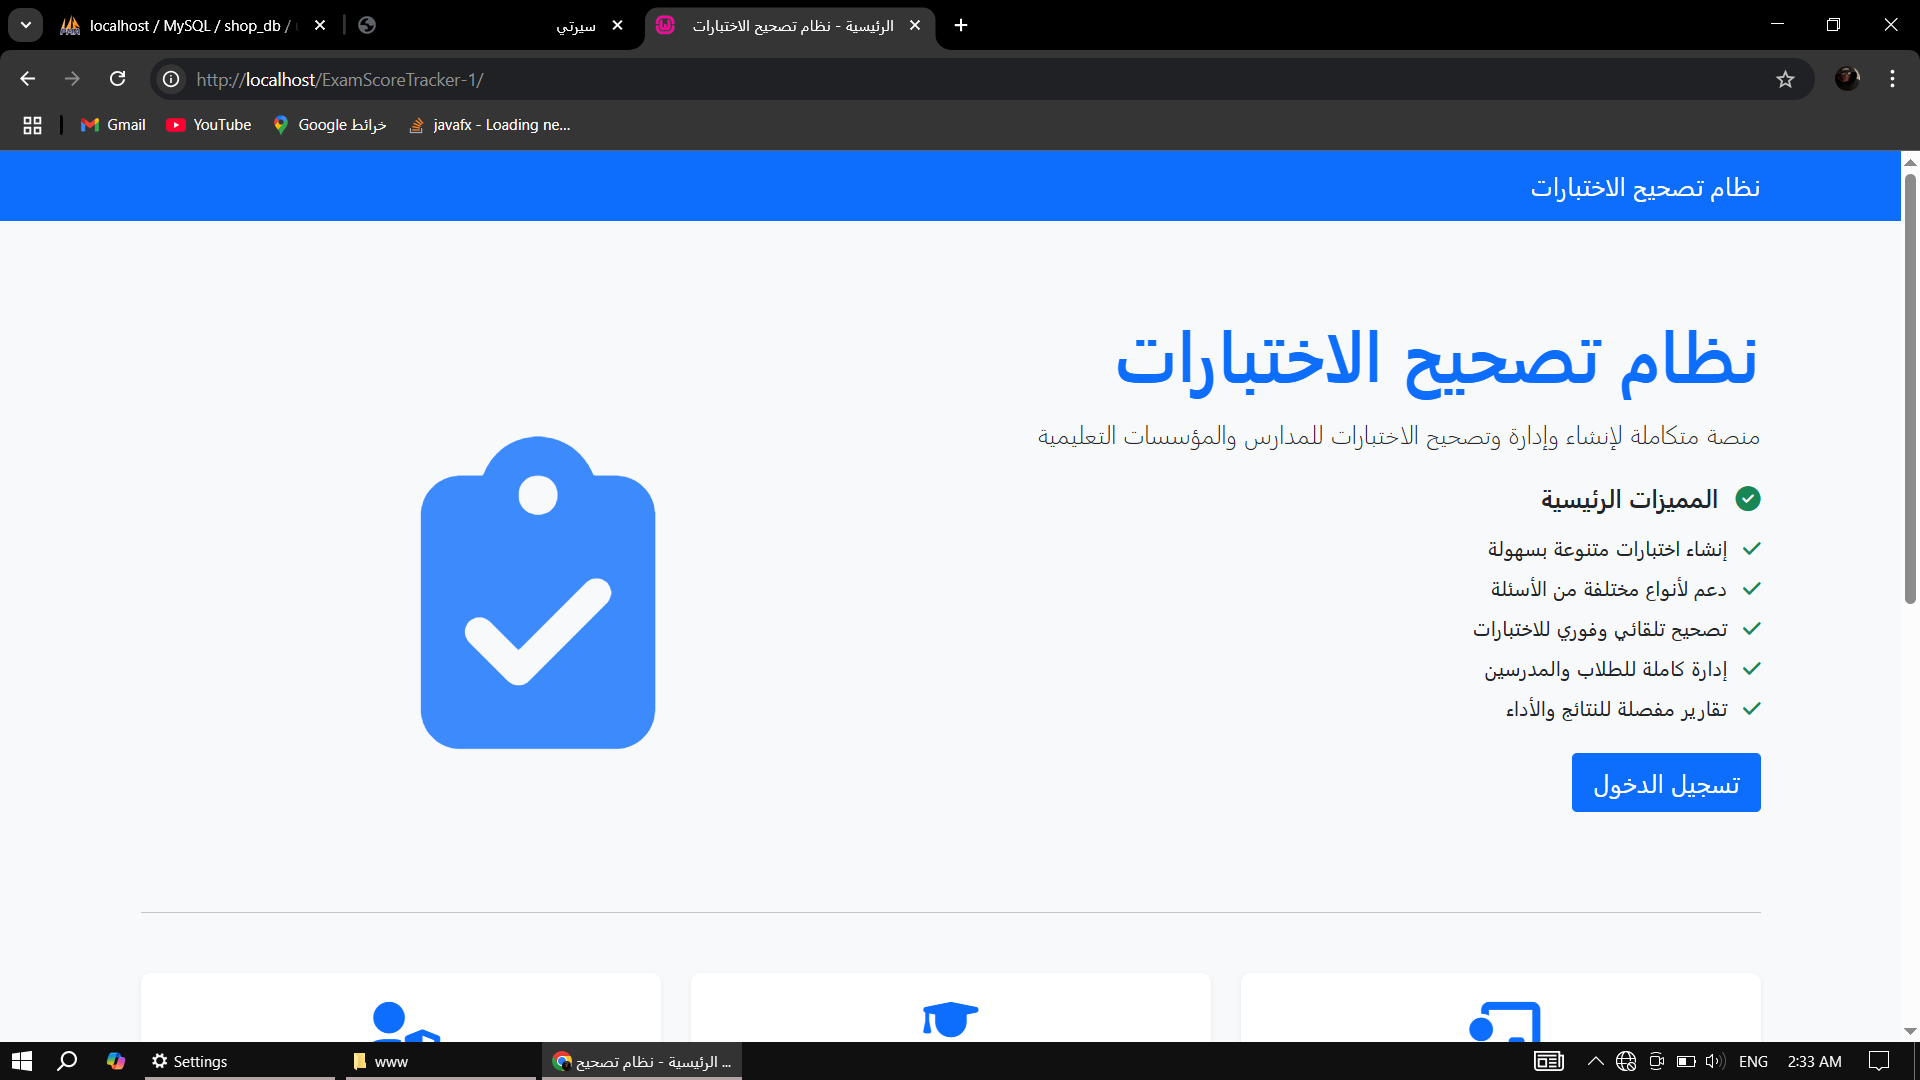 localhost / MySQL / shop_db /
سيرتي
الرئيسية - نظام تصحيح الاختبارات
http://localhost/ExamScoreTracker-1/
Gmail
YouTube
خرائط Google
javafx - Loading ne...
نظام تصحيح الاختبارات
نظام تصحيح الاختبارات
منصة متكاملة لإنشاء وإدارة وتصحيح الاختبارات للمدارس والمؤسسات التعليمية
المميزات الرئيسية
إنشاء اختبارات متنوعة بسهولة
دعم لأنواع مختلفة من الأسئلة
تصحيح تلقائي وفوري للاختبارات
إدارة كاملة للطلاب والمدرسين
تقارير مفصلة للنتائج والأداء
تسجيل الدخول
Settings
www
الرئيسية - نظام تصحيح ...
ENG
2:33 AM